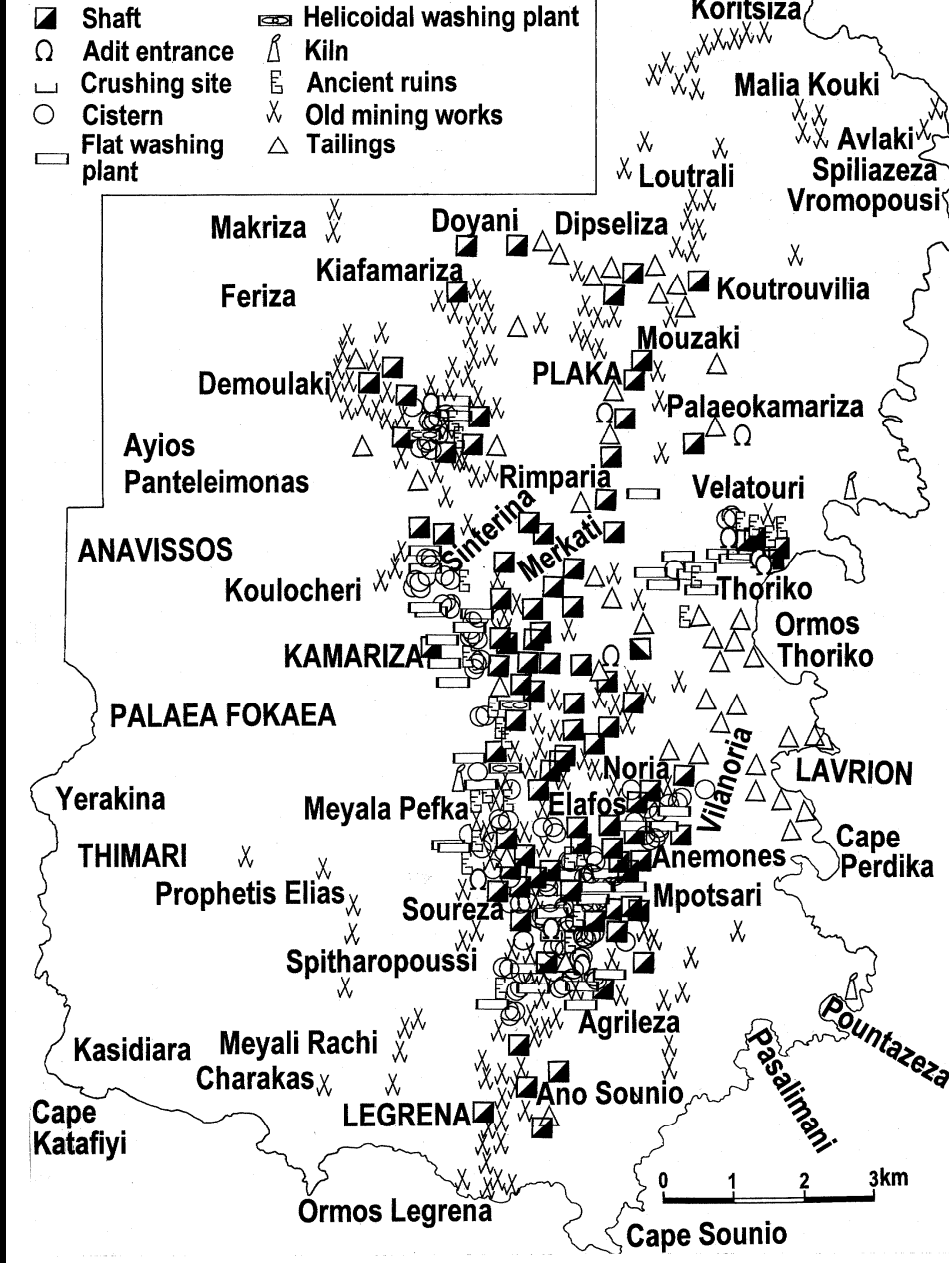 Shaft
Adit entrance
Crushing site
Cistern
Flat washing
plant
Helicoidal washing plant
Kiln
Ancient ruins
Old mining works
Tailings
Koritsiza
Malia Kouki
Avlaki
Spiliazeza
Vromopousi
Loutrali
Makriza
Doyani
Dipseliza
Kiafamariza
Feriza
Koutrouvilia
Mouzaki
PLAKA
Demoulaki
Palaeokamariza
Ayios
Panteleimonas
Rimparia
Velatouri
Sinterina
Merkati
ANAVISSOS
Koulocheri
Thoriko
Ormos
Thoriko
KAMARIZA
PALAEA FOKAEA
Vilanoria
Noria
LAVRION
Yerakina
Meyala Pefka
Elafos
Cape
Perdika
THIMARI
Anemones
Prophetis Elias
Mpotsari
Soureza
Spitharopoussi
Agrileza
Pountazeza
Pasalimani
Kasidiara
Meyali Rachi
Charakas
Ano Sounio
LEGRENA
Cape
Katafiyi
0 1 2 3km
Ormos Legrena
Cape Sounio